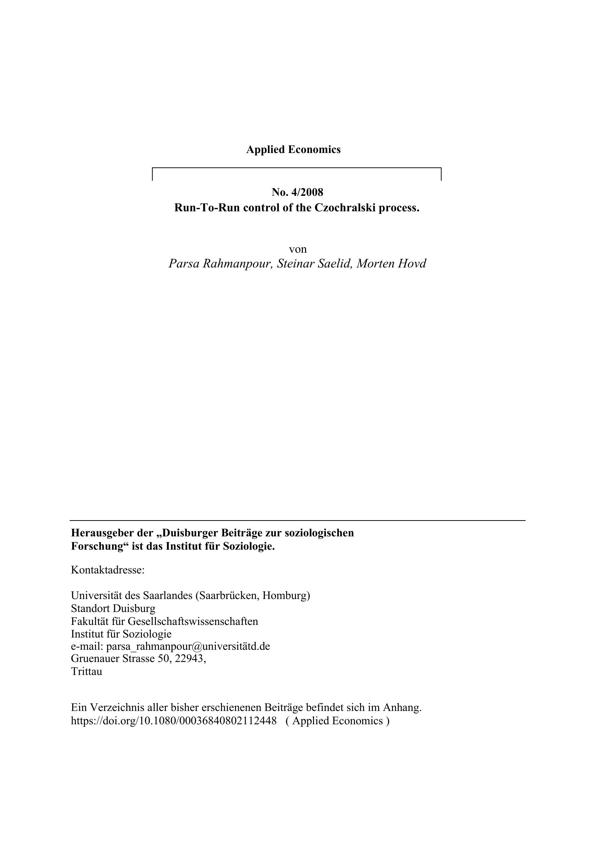 Applied Economics
No. 4/2008
Run-To-Run control of the Czochralski process.
von
Parsa Rahmanpour, Steinar Saelid, Morten Hovd
Herausgeber der „Duisburger Beiträge zur soziologischen
Forschung“ ist das Institut für Soziologie.
Kontaktadresse:
Universität des Saarlandes (Saarbrücken, Homburg)
Standort Duisburg
Fakultät für Gesellschaftswissenschaften
Institut für Soziologie
e-mail: parsa_rahmanpour@universitätd.de
Gruenauer Strasse 50, 22943,
Trittau
Ein Verzeichnis aller bisher erschienenen Beiträge befindet sich im Anhang.
https://doi.org/10.1080/00036840802112448 ( Applied Economics )